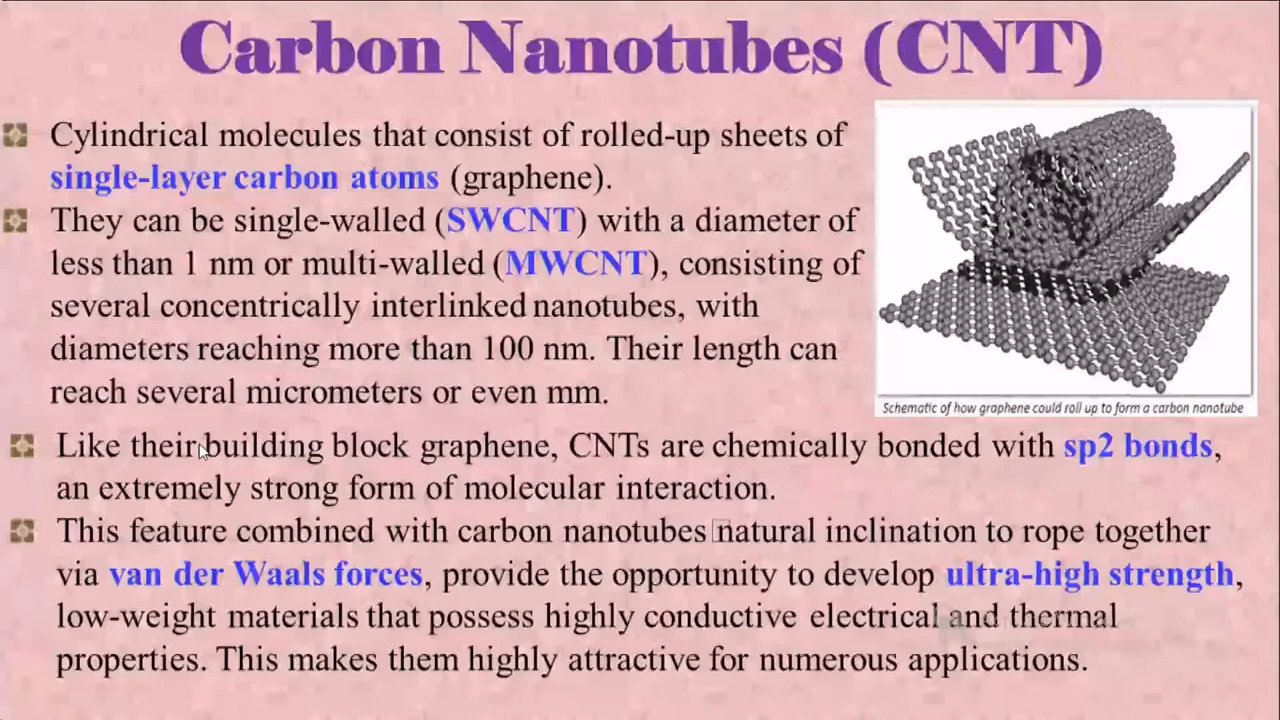 Carbon Nanotubes (CNT)
Cylindrical molecules that consist of rolled-up sheets of
single-layer carbon atoms (graphene).
They can be single-walled (SWCNT) with a diameter of
less than 1 nm or multi-walled (MWCNT), consisting of
several concentrically interlinked nanotubes, with
diameters reaching more than 100 nm. Their length can
reach several micrometers or even mm.
Schematic of how graphene could roll up to form a carbon nanotube
Like their building block graphene, CNTs are chemically bonded with sp2 bonds,
an extremely strong form of molecular interaction.
This feature combined with carbon nanotubes natural inclination to rope together
via van der Waals forces, provide the opportunity to develop ultra-high strength,
low-weight materials that possess highly conductive electrical and thermal
properties. This makes them highly attractive for numerous applications.